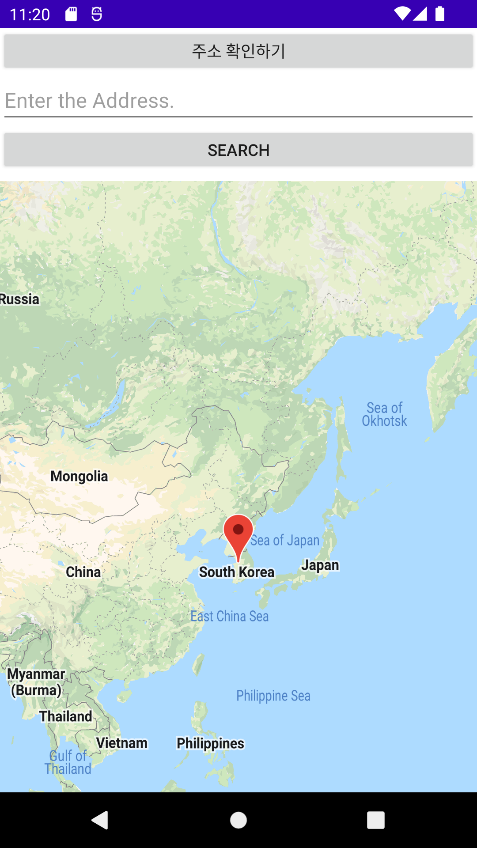 11:20
주소 확인하기
Enter the Address.
SEARCH
Russia
Sea of
Okhotsk
Mongolia
Sea of Japan
Japan
China
South Korea
East China Sea
Myanmar
(Burma)
Philippine Sea
Thailand
Vietnam
Philippines
Gulf of
Thailand